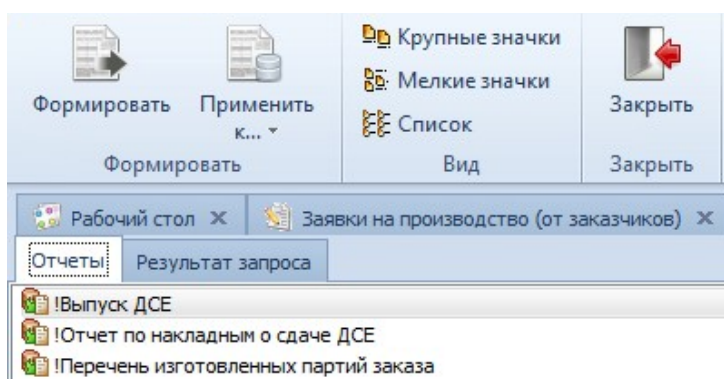 Формировать
Применить
к...
Формировать
Крупные значки
Мелкие значки
Список
Вид
Закрыть
Закрыть
Рабочий стол
Заявки на производство (от заказчиков)
Отчеты
Результат запроса
!Выпуск ДСЕ
!Отчет по накладным о сдаче ДСЕ
!Перечень изготовленных партий заказа